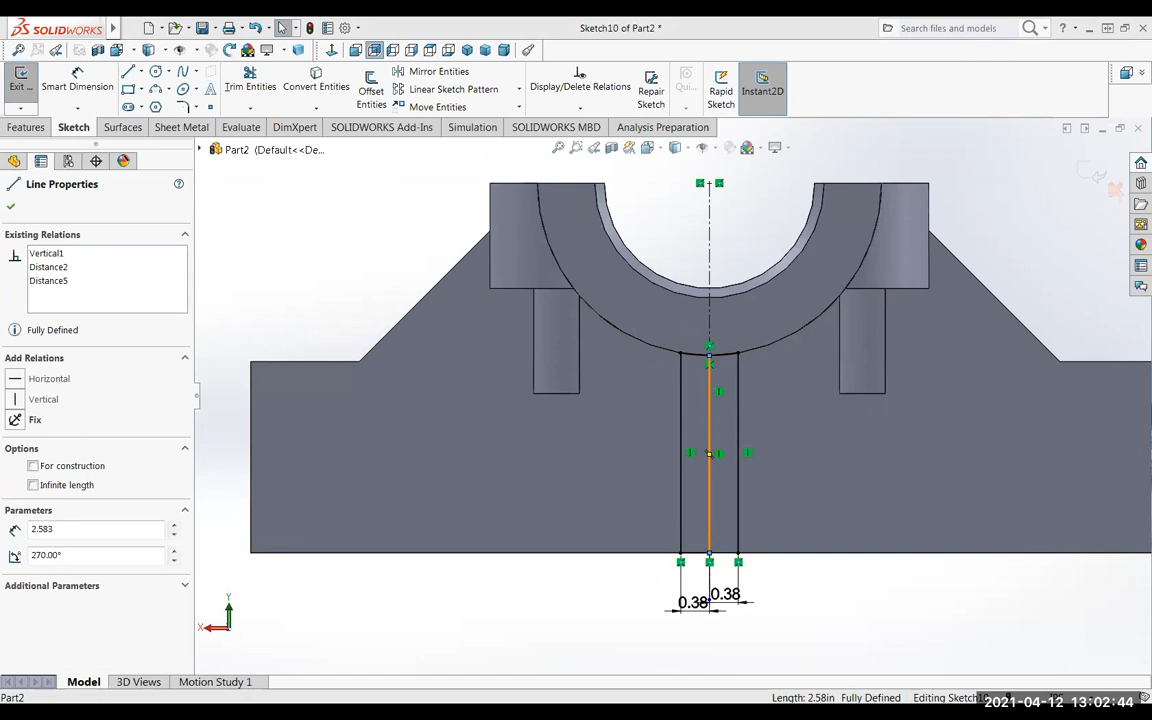 SOLIDWORKS
Sketch10 of Part2 *
Search files and models
Exit ...
Smart Dimension
Trim Entities
Convert Entities
Offset Entities
Mirror Entities
Linear Sketch Pattern
Move Entities
Display/Delete Relations
Repair Sketch
Qui...
Rapid Sketch
Instant2D
Features
Sketch
Surfaces
Sheet Metal
Evaluate
DimXpert
SOLIDWORKS Add-Ins
Simulation
SOLIDWORKS MBD
Analysis Preparation
Part2 (Default<<De...
Line Properties
Existing Relations
Vertical1
Distance2
Distance5
Fully Defined
Add Relations
Horizontal
Vertical
Fix
Options
For construction
Infinite length
Parameters
2.583
270.00°
Additional Parameters
0.38
0.38
Y
X
Model
3D Views
Motion Study 1
Part2
Length: 2.58in
Fully Defined
Editing Sketch10
2021-04-12 13:02:44